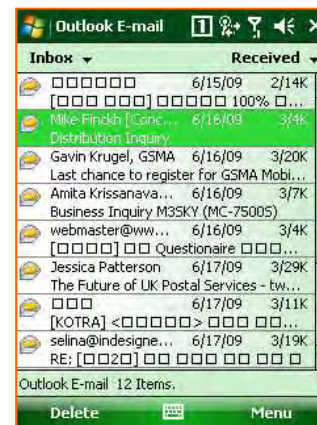 Outlook E-mail
Inbox Received
□□□□□□ 6/15/09 2/14K
[□□□ □□□] □□□□□ 100% □...
Mike Finckh [Conc... 6/16/09 3/4K
Distribution Inquiry
Gavin Krugel, GSMA 6/16/09 3/20K
Last chance to register for GSMA Mobi...
Amita Krissanava... 6/16/09 3/7K
Business Inquiry M3SKY (MC-7500S)
webmaster@ww... 6/16/09 3/4K
[□□□□] □□ Questionaire □□□...
Jessica Patterson 6/17/09 3/29K
The Future of UK Postal Services - tw...
□□□ 6/17/09 3/11K
[KOTRA] <□□□□□> □□□ □□...
selina@indesigne... 6/17/09 3/19K
RE: [□□2□] □□ □□□ □□ □□ □
Outlook E-mail 12 Items.
Delete Menu